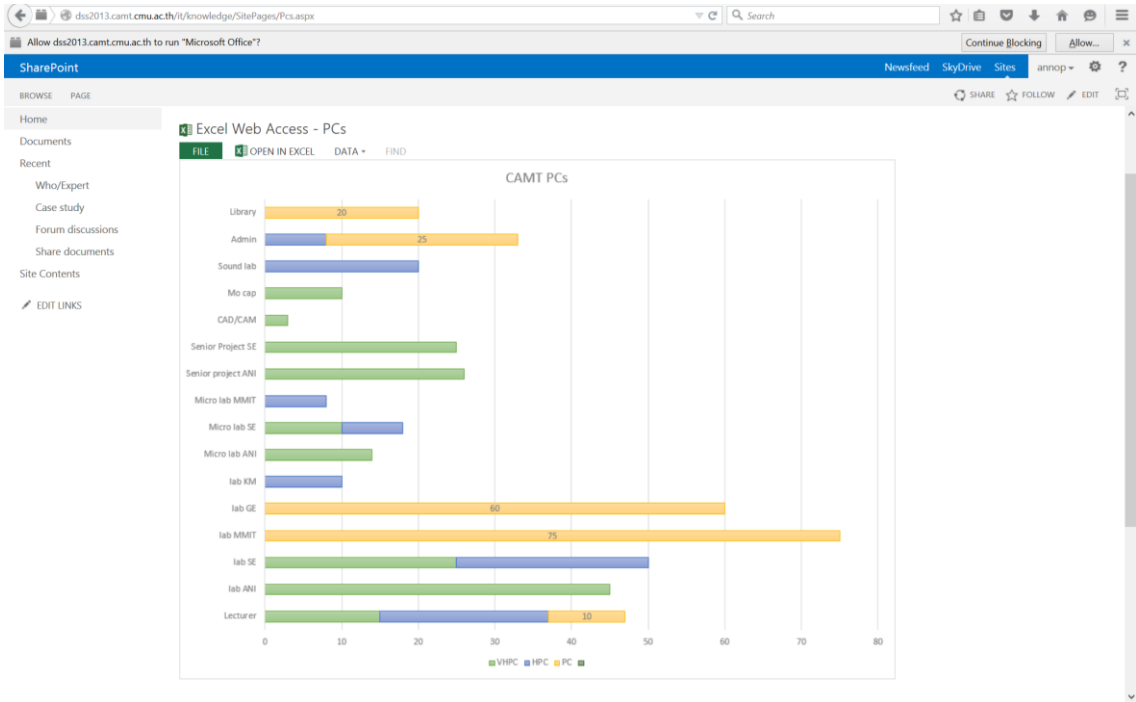 dss2013.camt.cmu.ac.th/it/knowledge/SitePages/Pcs.aspx Search
Allow dss2013.camt.cmu.ac.th to run "Microsoft Office"? Continue Blocking Allow...
SharePoint Newsfeed SkyDrive Sites annop ?
BROWSE PAGE SHARE FOLLOW EDIT
Home
Documents
Recent
Who/Expert
Case study
Forum discussions
Share documents
Site Contents
EDIT LINKS
Excel Web Access - PCs
FILE OPEN IN EXCEL DATA FIND
CAMT PCs
Library 20
Admin 25
Sound lab
Mo cap
CAD/CAM
Senior Project SE
Senior project ANI
Micro lab MMIT
Micro lab SE
Micro lab ANI
lab KM
lab GE 60
lab MMIT 75
lab SE
lab ANI
Lecturer 10
0 10 20 30 40 50 60 70 80
VHPC HPC PC